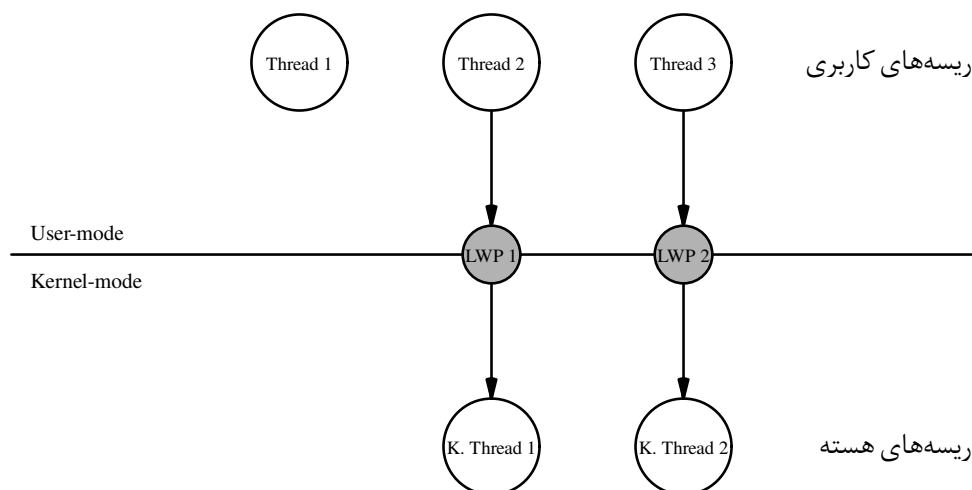 Thread 1
Thread 2
Thread 3
ریسه‌های کاربری
User-mode
LWP 1
LWP 2
Kernel-mode
K. Thread 1
K. Thread 2
ریسه‌های هسته